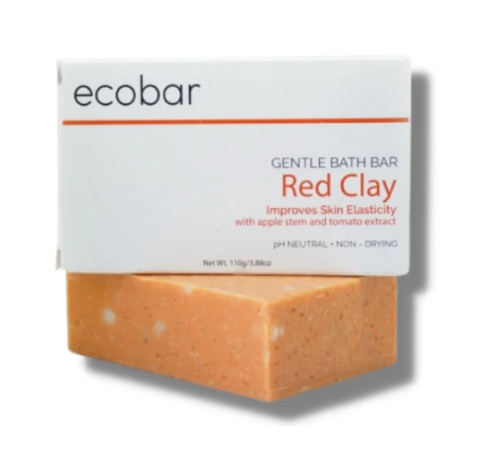 ecobar
GENTLE BATH BAR
Red Clay
Improves Skin Elasticity
with apple stem and tomato extract
pH NEUTRAL • NON - DRYING
Net Wt. 110g/3.88oz